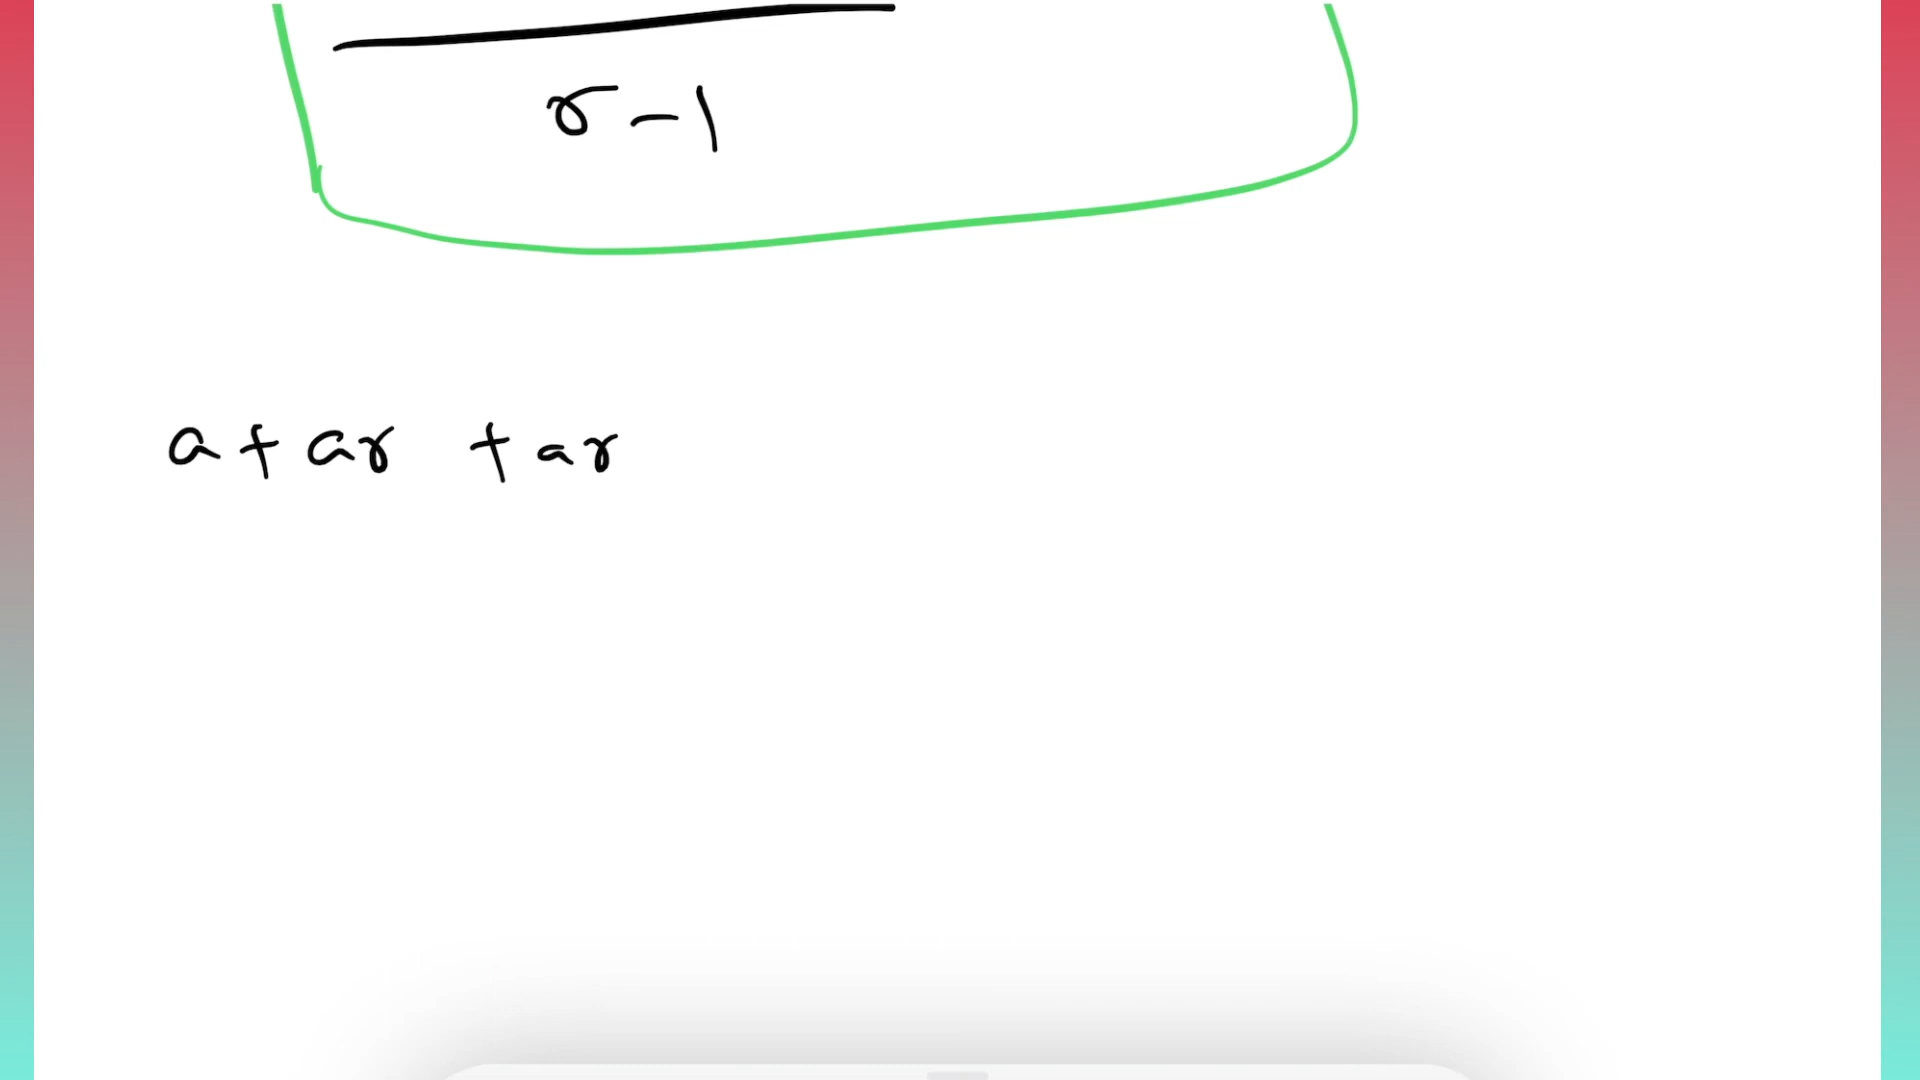 r - 1
a + ar + ar